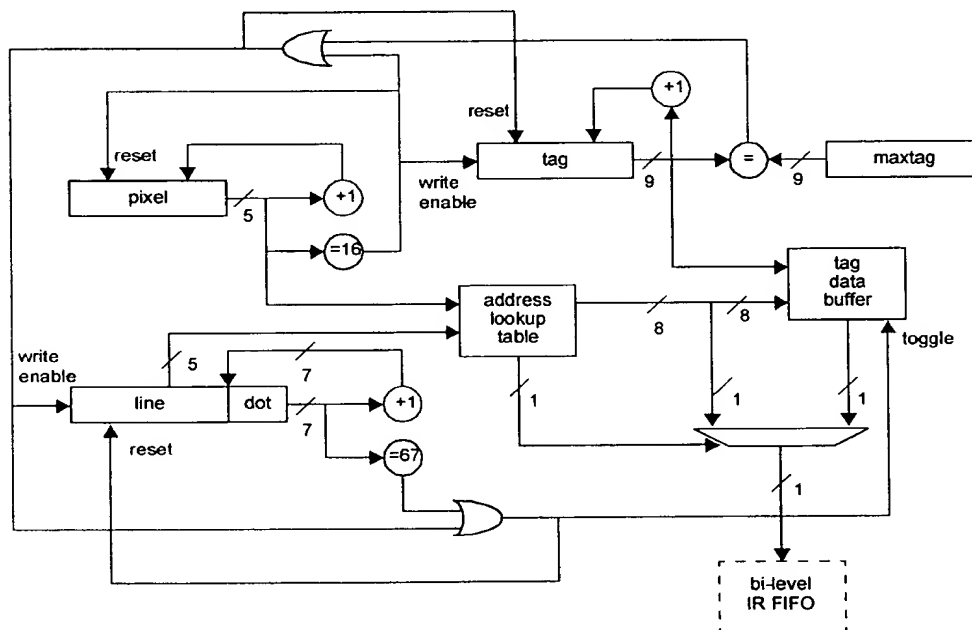 +1
reset
reset
tag
=
maxtag
9
9
pixel
+1
5
write
enable
=16
address
lookup
table
tag
data
buffer
8
8
toggle
5
7
write
enable
line
dot
+1
7
1
1
1
reset
=67
1
bi-level
IR FIFO